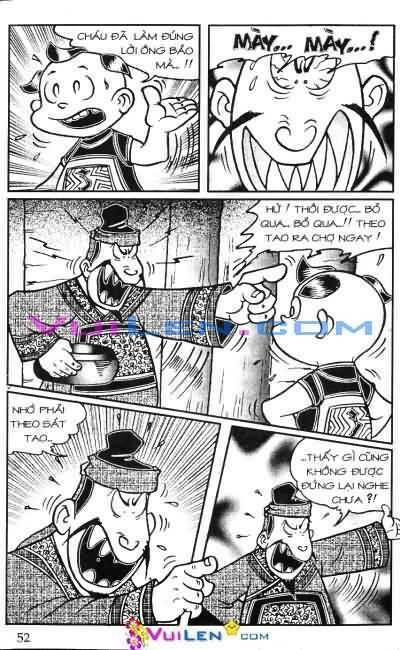 CHÁU ĐÃ LÀM ĐÚNG
LỜI ÔNG BẢO
MÀ.. !!
MÀY... MÀY...!
HỪ ! THÔI ĐƯỢC.. BỎ
QUA.. BỎ QUA..!! THEO
TAO RA CHỢ NGAY !
VUILEN.COM
NHỚ PHẢI
THEO SÁT
TAO...
..THẤY GÌ CŨNG
KHÔNG ĐƯỢC
ĐỨNG LẠI NGHE
CHƯA ?!
52
VUILEN.COM